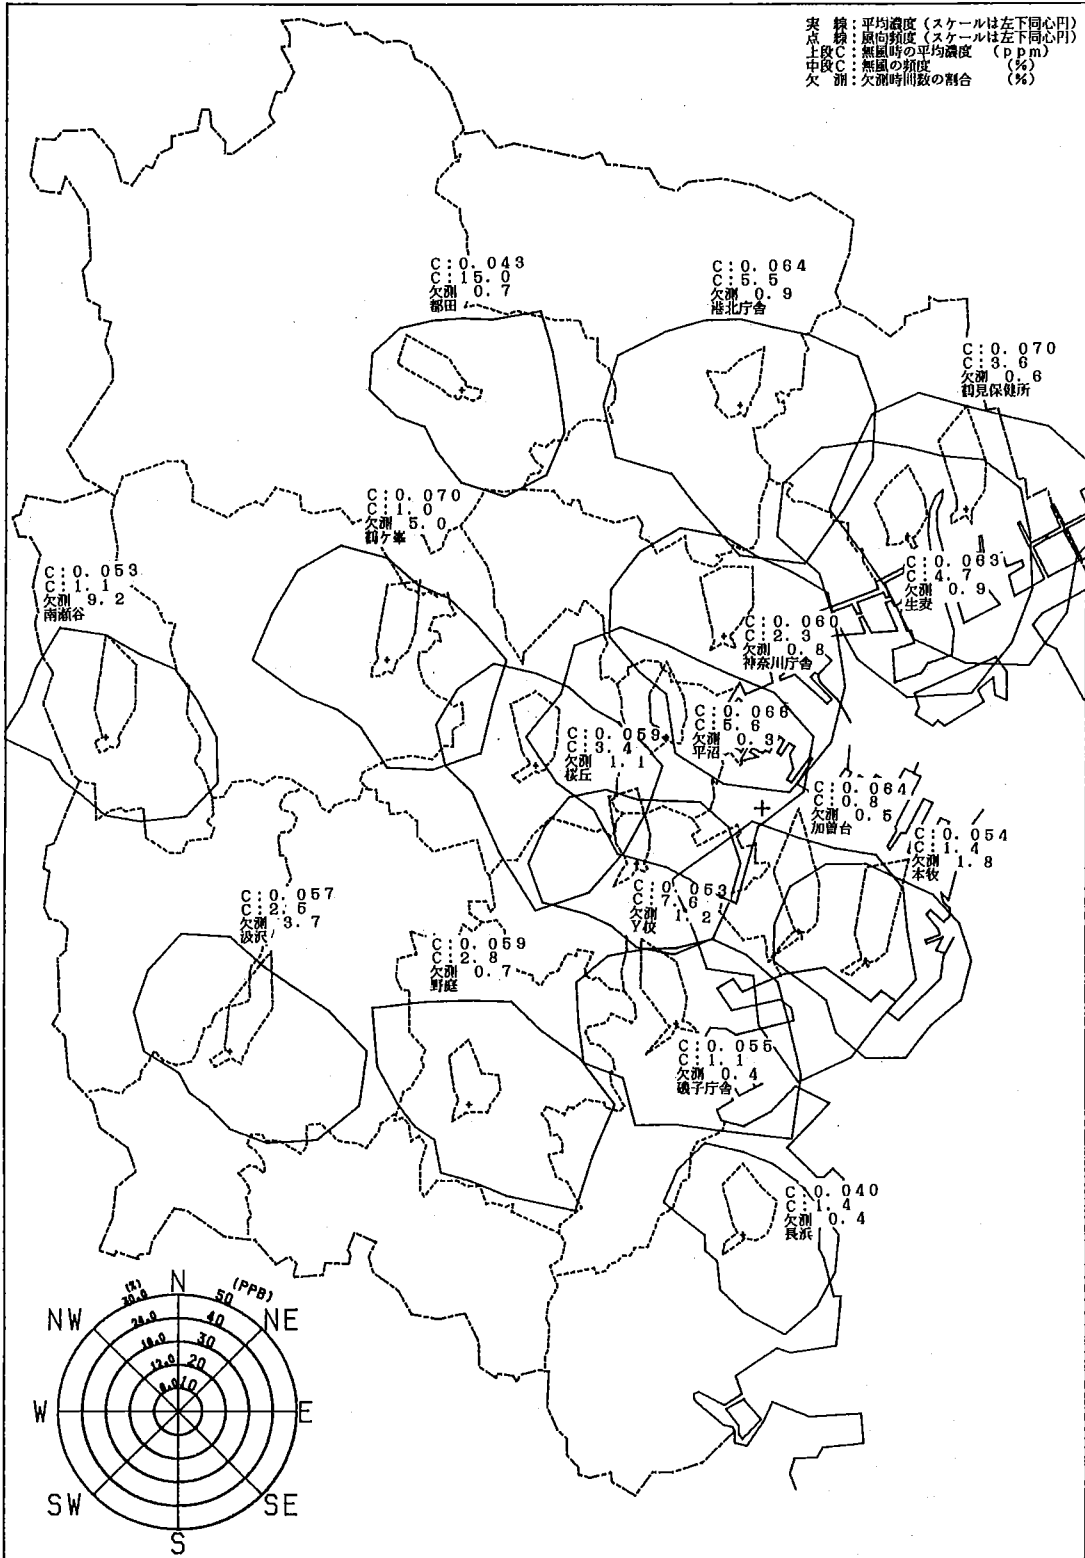 実　線：平均濃度（スケールは左下同心円）
点　線：風向頻度（スケールは左下同心円）
上段C：無風時の平均濃度　（ppm）
中段C：無風の頻度　（%）
欠　測：欠測時間数の割合　（%）
C:0.043
C:15.0
欠測 0.7
都田
C:0.064
C:5.5
欠測 0.9
港北庁舎
C:0.070
C:3.6
欠測 0.6
鶴見保健所
C:0.070
C:1.0
欠測 5.0
鶴ケ峯
C:0.053
C:1.1
欠測 9.2
南瀬谷
C:0.063
C:4.7
欠測 0.9
生麦
C:0.060
C:2.3
欠測 0.8
神奈川庁舎
C:0.066
C:5.6
欠測 0.3
平沼
C:0.059
C:3.4
欠測 1.1
桜丘
C:0.064
C:0.8
欠測 0.5
加曽台
C:0.054
C:1.4
欠測 1.8
本牧
C:0.053
C:7.6
欠測 1.2
Y校
C:0.057
C:2.5
欠測 3.7
汲沢
C:0.059
C:2.8
欠測 0.7
野庭
C:0.055
C:1.1
欠測 0.4
磯子庁舎
C:0.040
C:1.4
欠測 0.4
長浜
(%) N (PPB)
30.0 50
NW NE
24.0 40
18.0 30
12.0 20
6.0 10
W E
SW SE
S